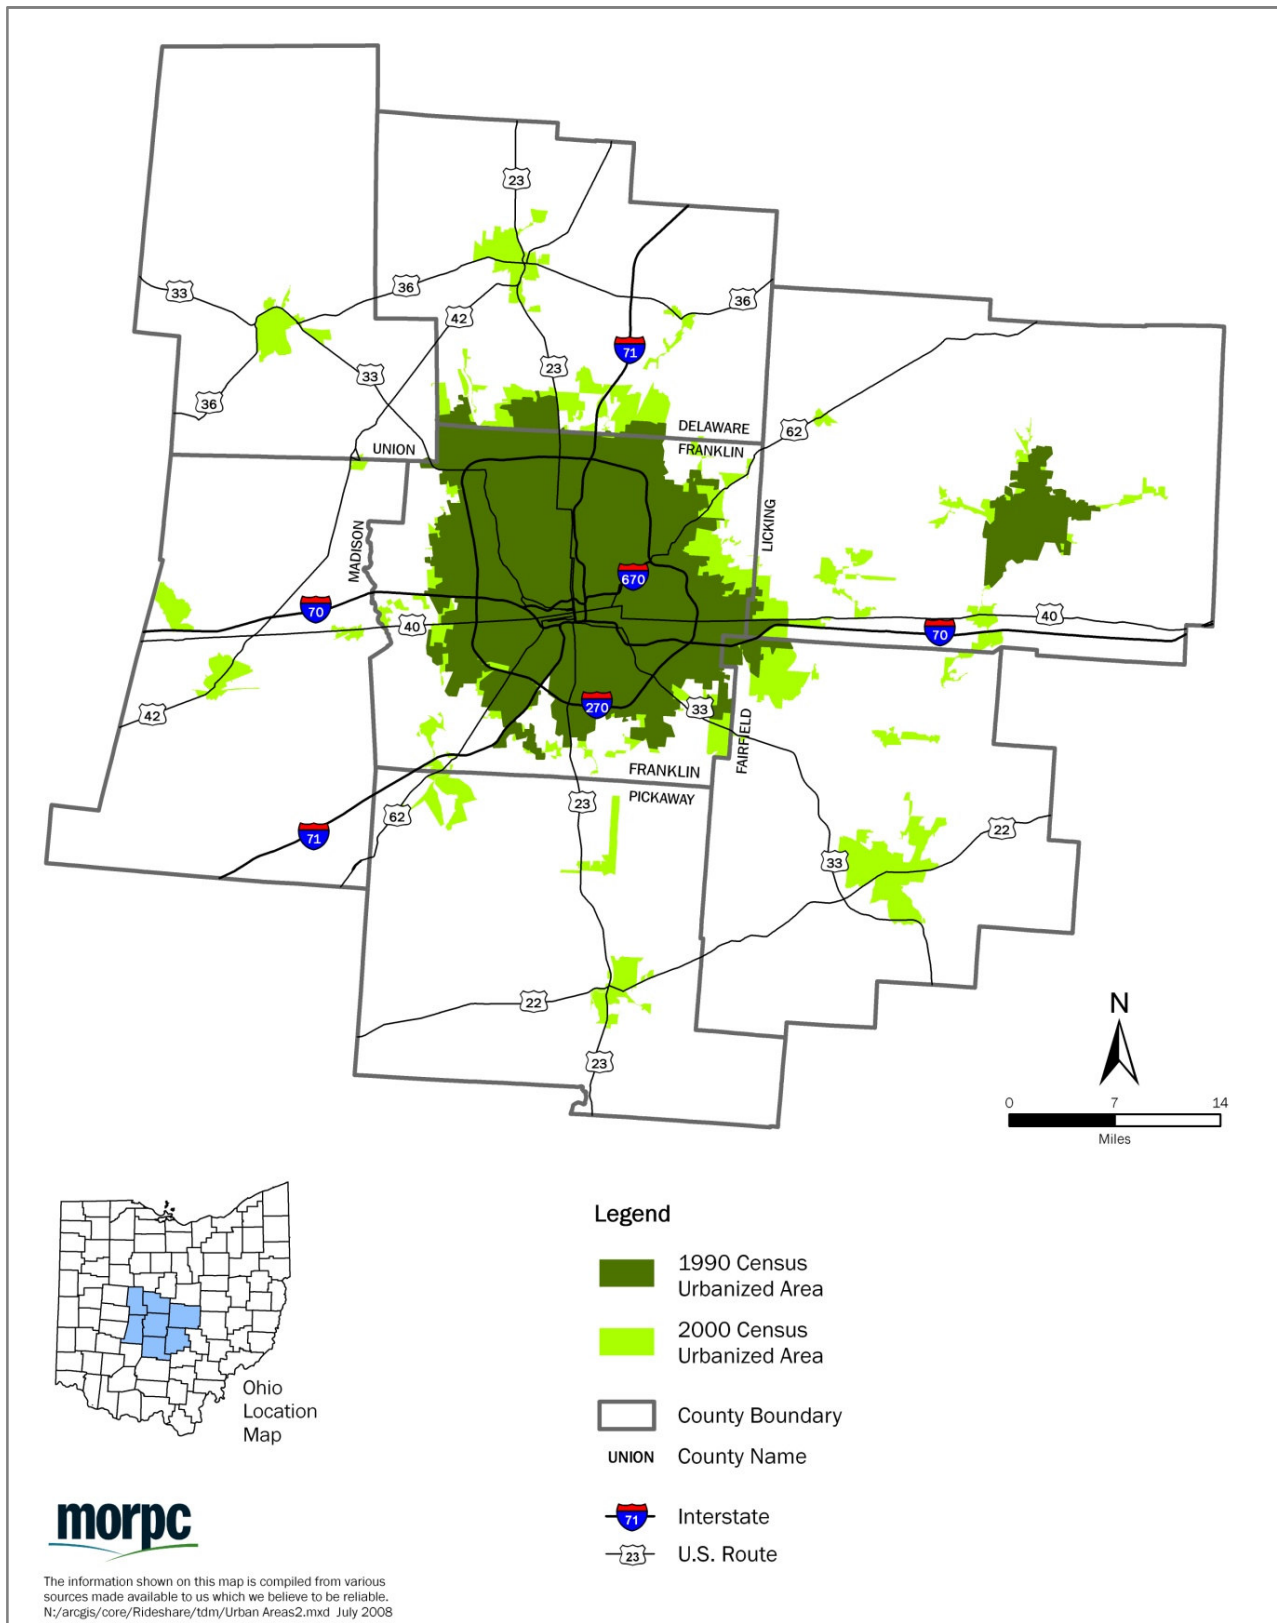 23
33
36
42
36
71
23
33
36
DELAWARE
FRANKLIN
62
UNION
MADISON
LICKING
670
70
40
40
70
42
270
33
FAIRFIELD
FRANKLIN
PICKAWAY
23
62
71
22
33
22
23
N
0 7 14
Miles
Ohio
Location
Map
Legend
1990 Census
Urbanized Area
2000 Census
Urbanized Area
County Boundary
UNION County Name
71 Interstate
23 U.S. Route
morpc
The information shown on this map is compiled from various
sources made available to us which we believe to be reliable.
N:/arcgis/core/Rideshare/tdm/Urban Areas2.mxd July 2008